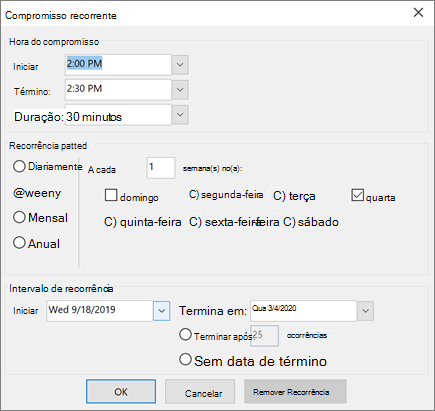 Compromisso recorrente
Hora do compromisso
Iniciar 2:00 PM
Término: 2:30 PM
Duração: 30 minutos
Recorrência patted
Diariamente A cada 1 semana(s) no(a):
@weeny domingo C) segunda-feira C) terça quarta
Mensal C) quinta-feira C) sexta-feira-feira C) sábado
Anual
Intervalo de recorrência
Iniciar Wed 9/18/2019 Termina em: Qua 3/4/2020
Terminar após: 25 ocorrências
Sem data de término
OK Cancelar Remover Recorrência